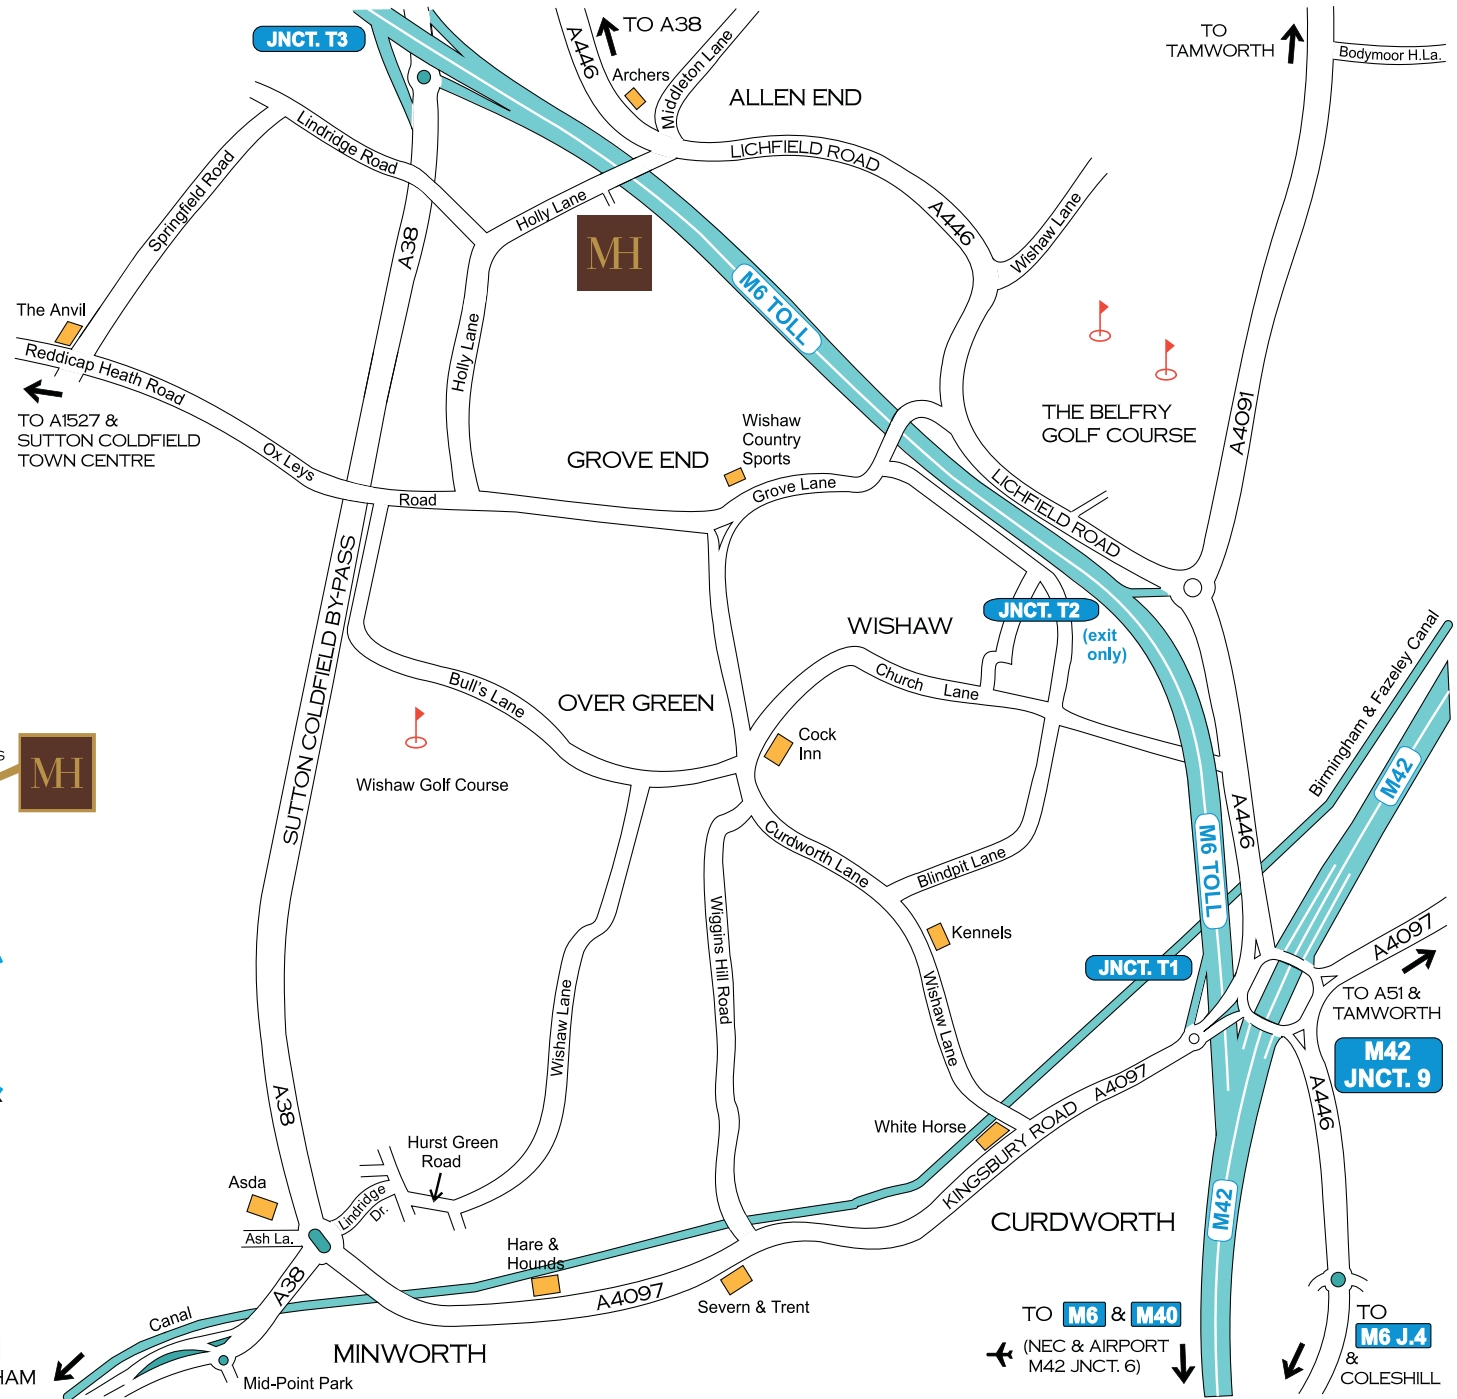 JNCT. T3
A446
TO A38
Middleton Lane
Archers
ALLEN END
TO
TAMWORTH
Bodymoor H.La.
Lindridge Road
LICHFIELD ROAD
Springfield Road
A38
Holly Lane
MH
A446
Wishaw Lane
M6 TOLL
The Anvil
Reddicap Heath Road
Holly Lane
TO A1527 &
SUTTON COLDFIELD
TOWN CENTRE
THE BELFRY
GOLF COURSE
A4091
Wishaw
Country
Sports
GROVE END
Ox Leys
Road
Grove Lane
LICHFIELD ROAD
SUTTON COLDFIELD BY-PASS
JNCT. T2
(exit
only)
WISHAW
Church Lane
Bull's Lane
OVER GREEN
Birmingham & Fazeley Canal
Cock
Inn
Wishaw Golf Course
s
MH
M42
A446
M6 TOLL
Curdworth Lane
Blindpit Lane
Wiggins Hill Road
Kennels
JNCT. T1
A4097
TO A51 &
TAMWORTH
Wishaw Lane
Wishaw Lane
M42
JNCT. 9
A4097
A446
A38
White Horse
KINGSBURY ROAD
Hurst Green
Road
Asda
Lindridge
Dr.
Ash La.
M42
CURDWORTH
Hare &
Hounds
A38
A4097
Severn & Trent
Canal
MINWORTH
TO M6 & M40
(NEC & AIRPORT
M42 JNCT. 6)
TO
M6 J.4
&
COLESHILL
HAM
Mid-Point Park